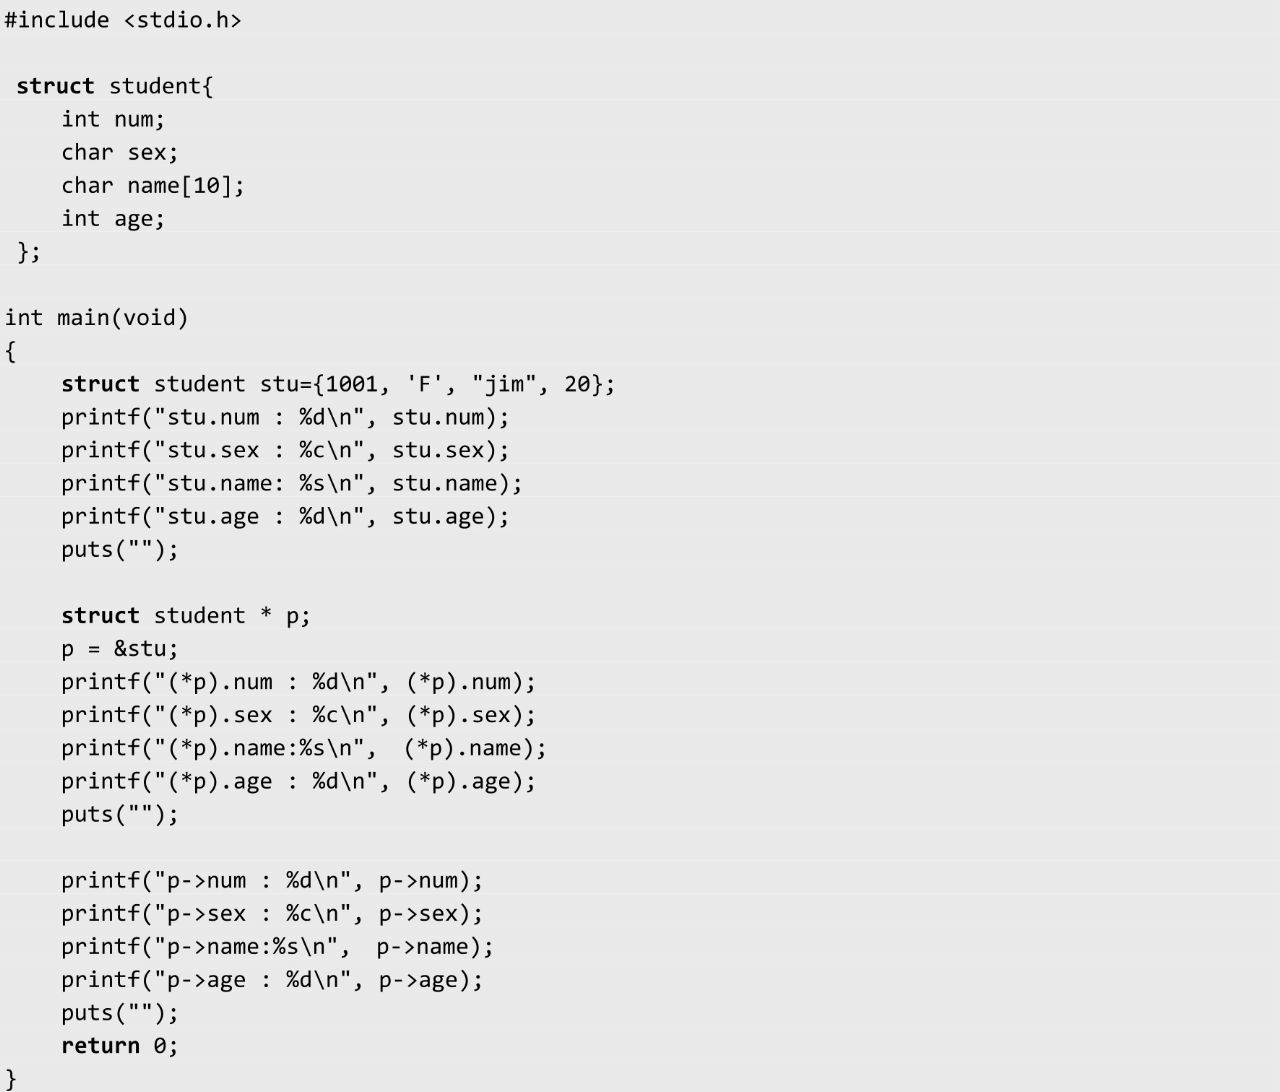 #include <stdio.h>
struct student{
int num;
char sex;
char name[10];
int age;
};
int main(void)
{
struct student stu={1001, 'F', "jim", 20};
printf("stu.num : %d\n", stu.num);
printf("stu.sex : %c\n", stu.sex);
printf("stu.name: %s\n", stu.name);
printf("stu.age : %d\n", stu.age);
puts("");
struct student * p;
p = &stu;
printf("(*p).num : %d\n", (*p).num);
printf("(*p).sex : %c\n", (*p).sex);
printf("(*p).name:%s\n",  (*p).name);
printf("(*p).age : %d\n", (*p).age);
puts("");
printf("p->num : %d\n", p->num);
printf("p->sex : %c\n", p->sex);
printf("p->name:%s\n",  p->name);
printf("p->age : %d\n", p->age);
puts("");
return 0;
}